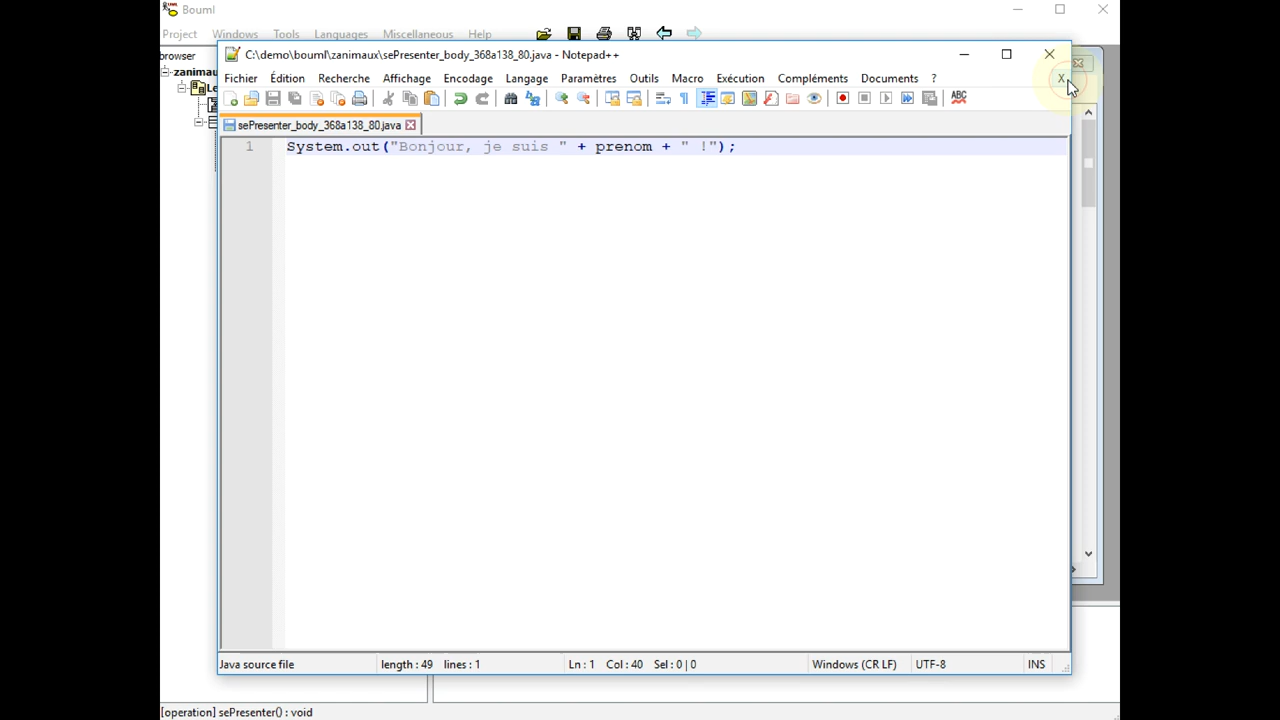 Bouml
Project Windows Tools Languages Miscellaneous Help
browser
zanimaux
C:\demo\bouml\zanimaux\sePresenter_body_368a138_80.java - Notepad++
Fichier Édition Recherche Affichage Encodage Langage Paramètres Outils Macro Exécution Compléments Documents ? X
ABC
sePresenter_body_368a138_80.java
1 System.out("Bonjour, je suis " + prenom + " !");
Java source file length : 49 lines : 1 Ln : 1 Col : 40 Sel : 0 | 0 Windows (CR LF) UTF-8 INS
[operation] sePresenter() : void